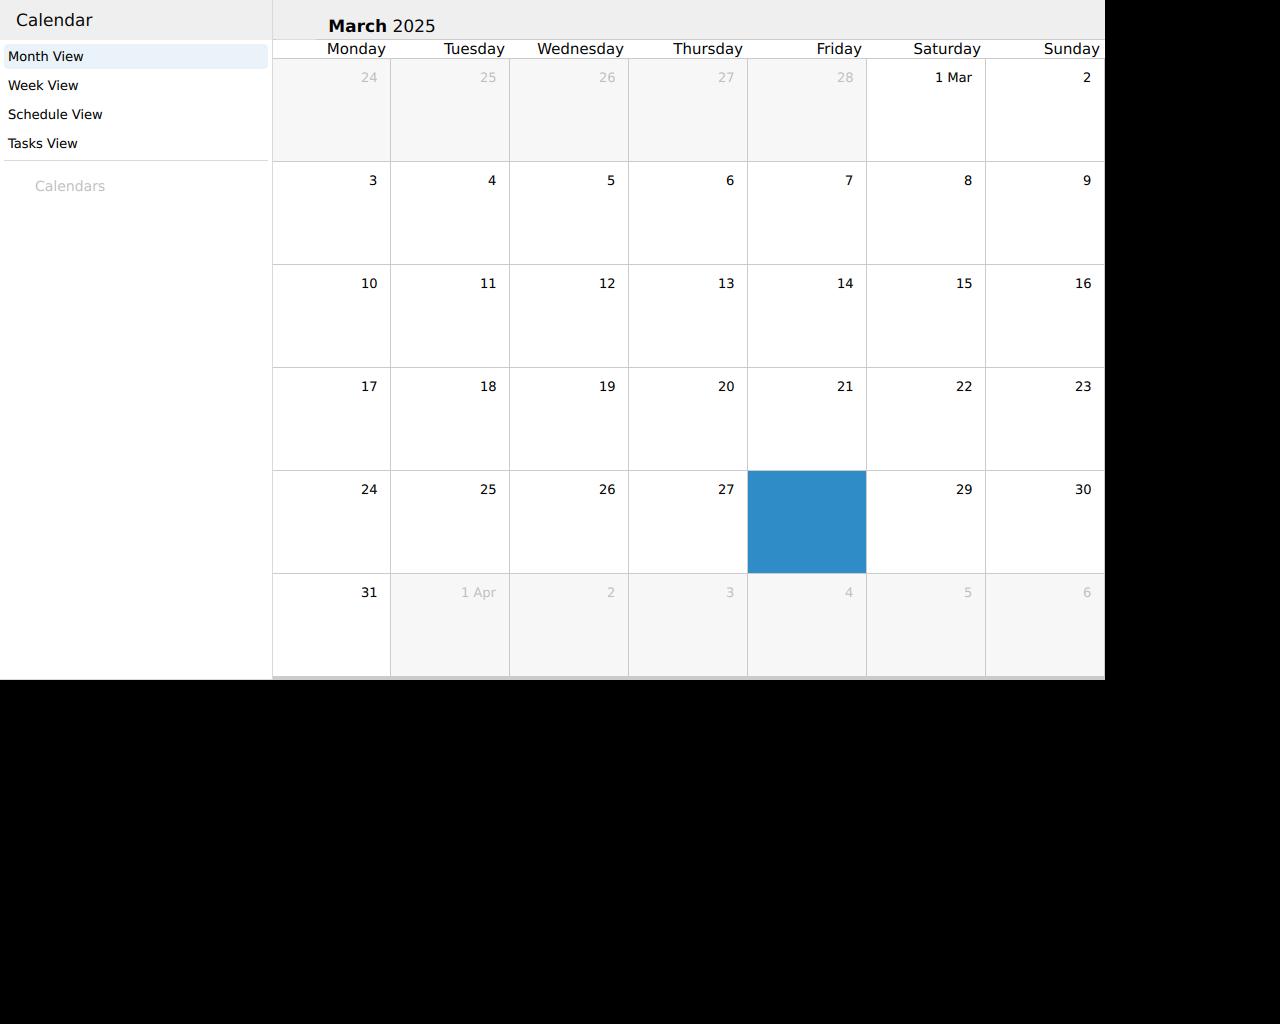 Calendar
March 2025
Monday Tuesday Wednesday Thursday Friday Saturday Sunday
Month View
Week View
Schedule View
Tasks View
Calendars
24 25 26 27 28 1 Mar 2
3 4 5 6 7 8 9
10 11 12 13 14 15 16
17 18 19 20 21 22 23
24 25 26 27 29 30
31 1 Apr 2 3 4 5 6